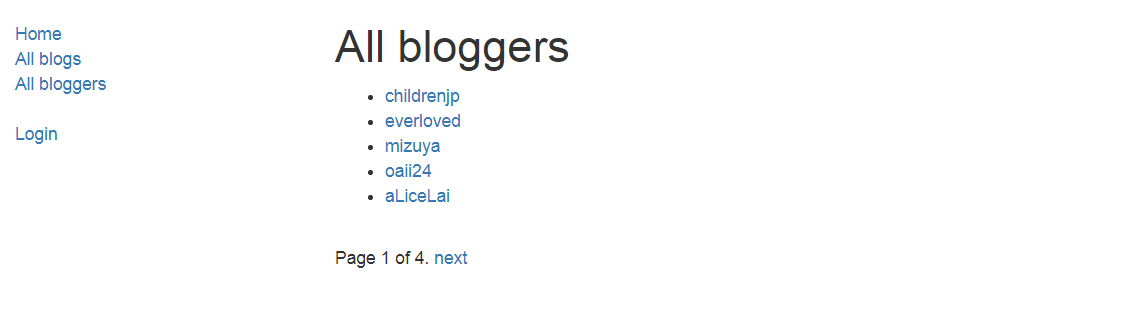 Home
All blogs
All bloggers
Login
All bloggers
childrenjp
everloved
mizuya
oaii24
aLiceLai
Page 1 of 4. next